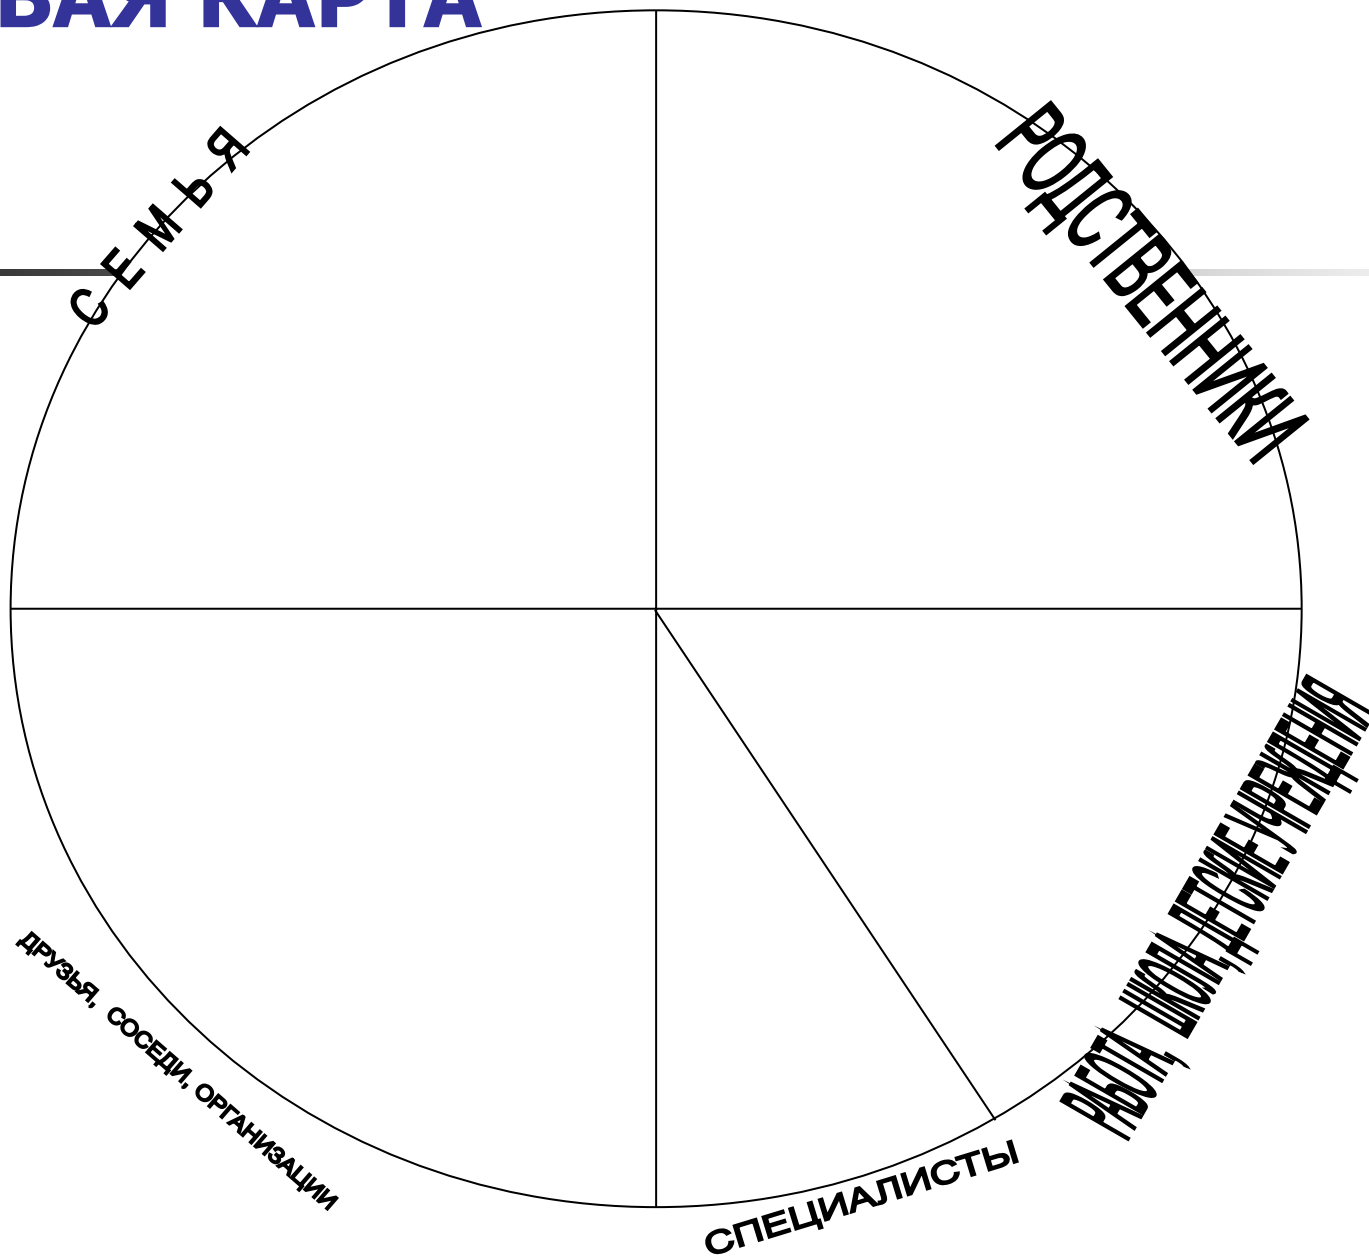 ВАЯ КАРТА
СЕМЬЯ
РОДСТВЕННИКИ
РАБОТА, ШКОЛА, ДЕТСКИЕ УЧРЕЖДЕНИЯ
ДРУЗЬЯ, СОСЕДИ, ОРГАНИЗАЦИИ
СПЕЦИАЛИСТЫ